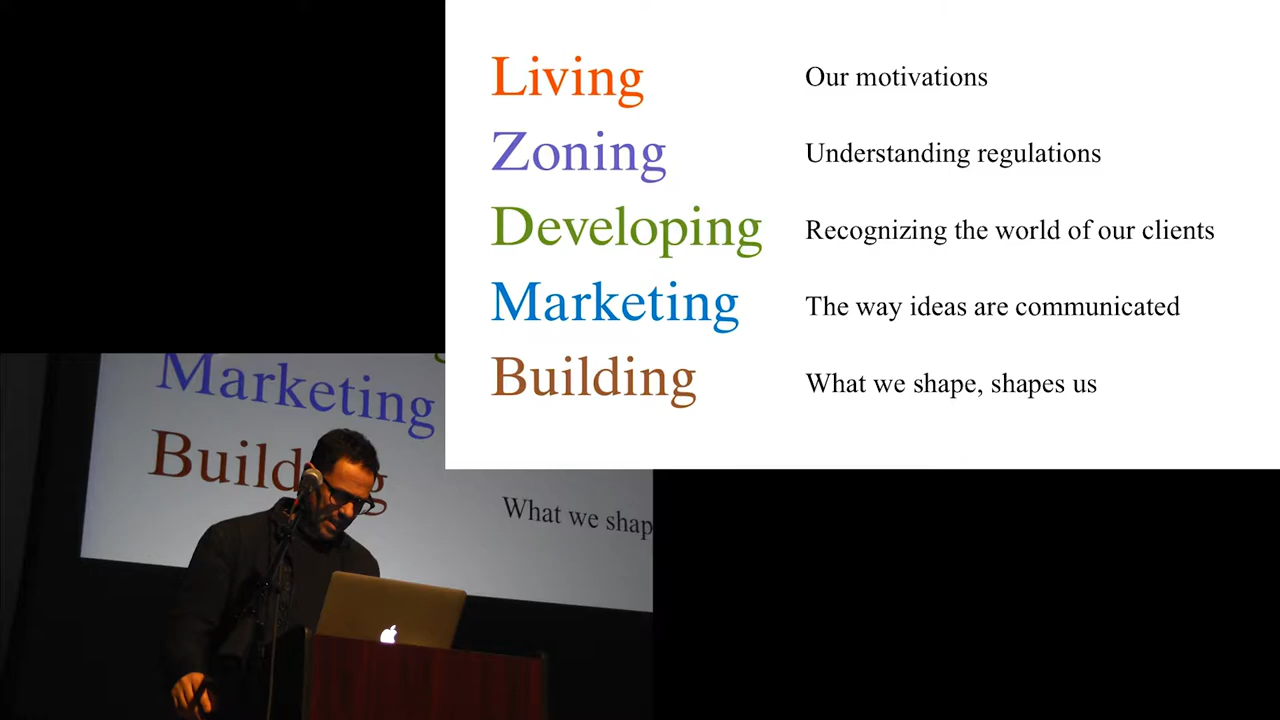 Living Our motivations
Zoning Understanding regulations
Developing Recognizing the world of our clients
Marketing The way ideas are communicated
Building What we shape, shapes us
Marketing
Building
What we shap